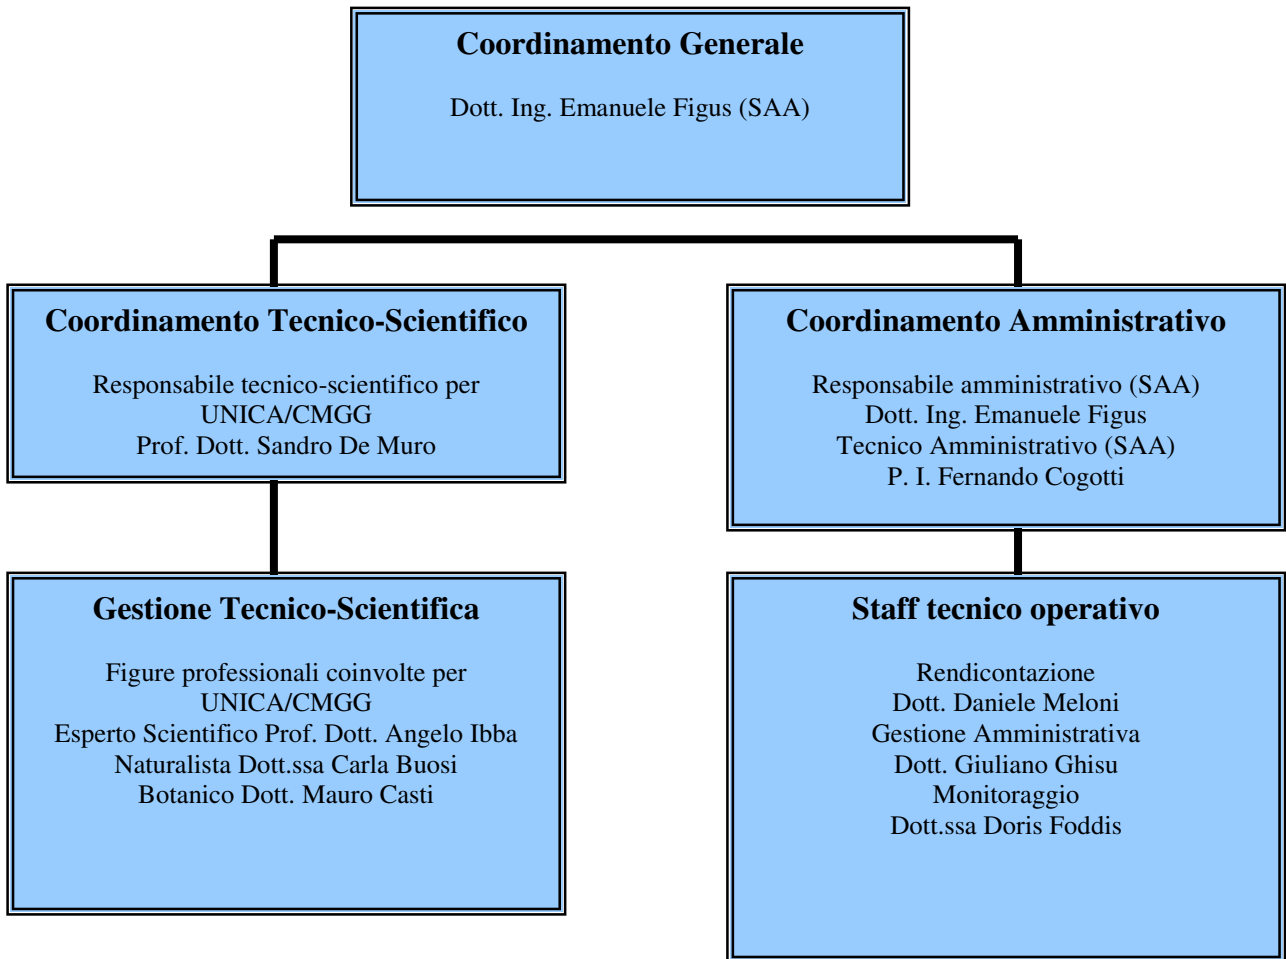 Coordinamento Generale
Dott. Ing. Emanuele Figus (SAA)
Coordinamento Tecnico-Scientifico
Responsabile tecnico-scientifico per
UNICA/CMGG
Prof. Dott. Sandro De Muro
Coordinamento Amministrativo
Responsabile amministrativo (SAA)
Dott. Ing. Emanuele Figus
Tecnico Amministrativo (SAA)
P. I. Fernando Cogotti
Gestione Tecnico-Scientifica
Figure professionali coinvolte per
UNICA/CMGG
Esperto Scientifico Prof. Dott. Angelo Ibba
Naturalista Dott.ssa Carla Buosi
Botanico Dott. Mauro Casti
Staff tecnico operativo
Rendicontazione
Dott. Daniele Meloni
Gestione Amministrativa
Dott. Giuliano Ghisu
Monitoraggio
Dott.ssa Doris Foddis